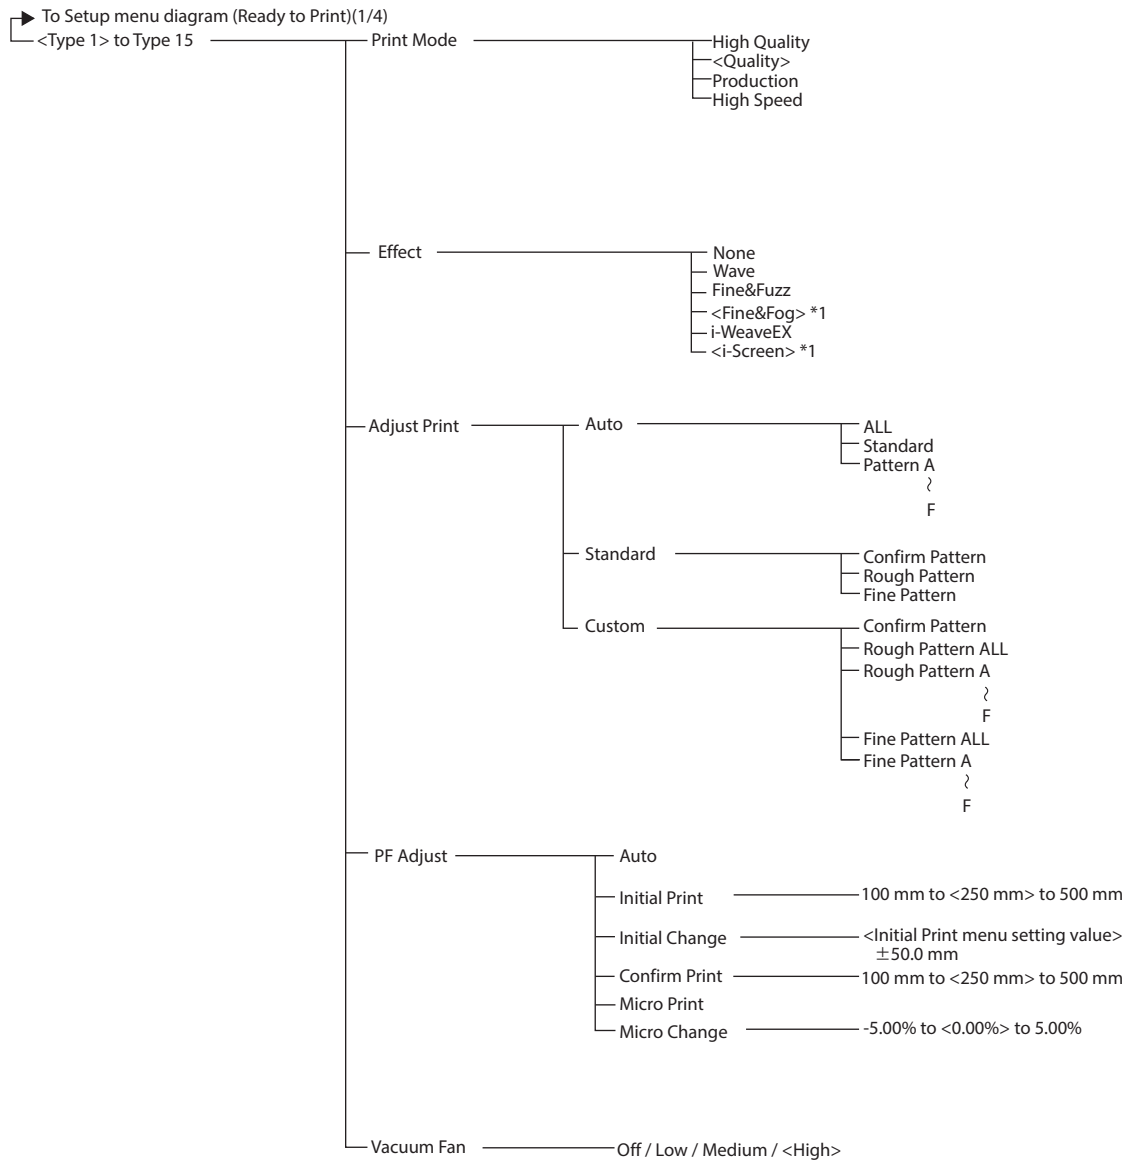 To Setup menu diagram (Ready to Print)(1/4)
<Type 1> to Type 15
Print Mode
High Quality
<Quality>
Production
High Speed
Effect
None
Wave
Fine&Fuzz
<Fine&Fog> *1
i-WeaveEX
<i-Screen> *1
Adjust Print
Auto
ALL
Standard
Pattern A
~
F
Standard
Confirm Pattern
Rough Pattern
Fine Pattern
Custom
Confirm Pattern
Rough Pattern ALL
Rough Pattern A
~
F
Fine Pattern ALL
Fine Pattern A
~
F
PF Adjust
Auto
Initial Print
100 mm to <250 mm> to 500 mm
Initial Change
<Initial Print menu setting value>
±50.0 mm
Confirm Print
100 mm to <250 mm> to 500 mm
Micro Print
Micro Change
-5.00% to <0.00%> to 5.00%
Vacuum Fan
Off / Low / Medium / <High>